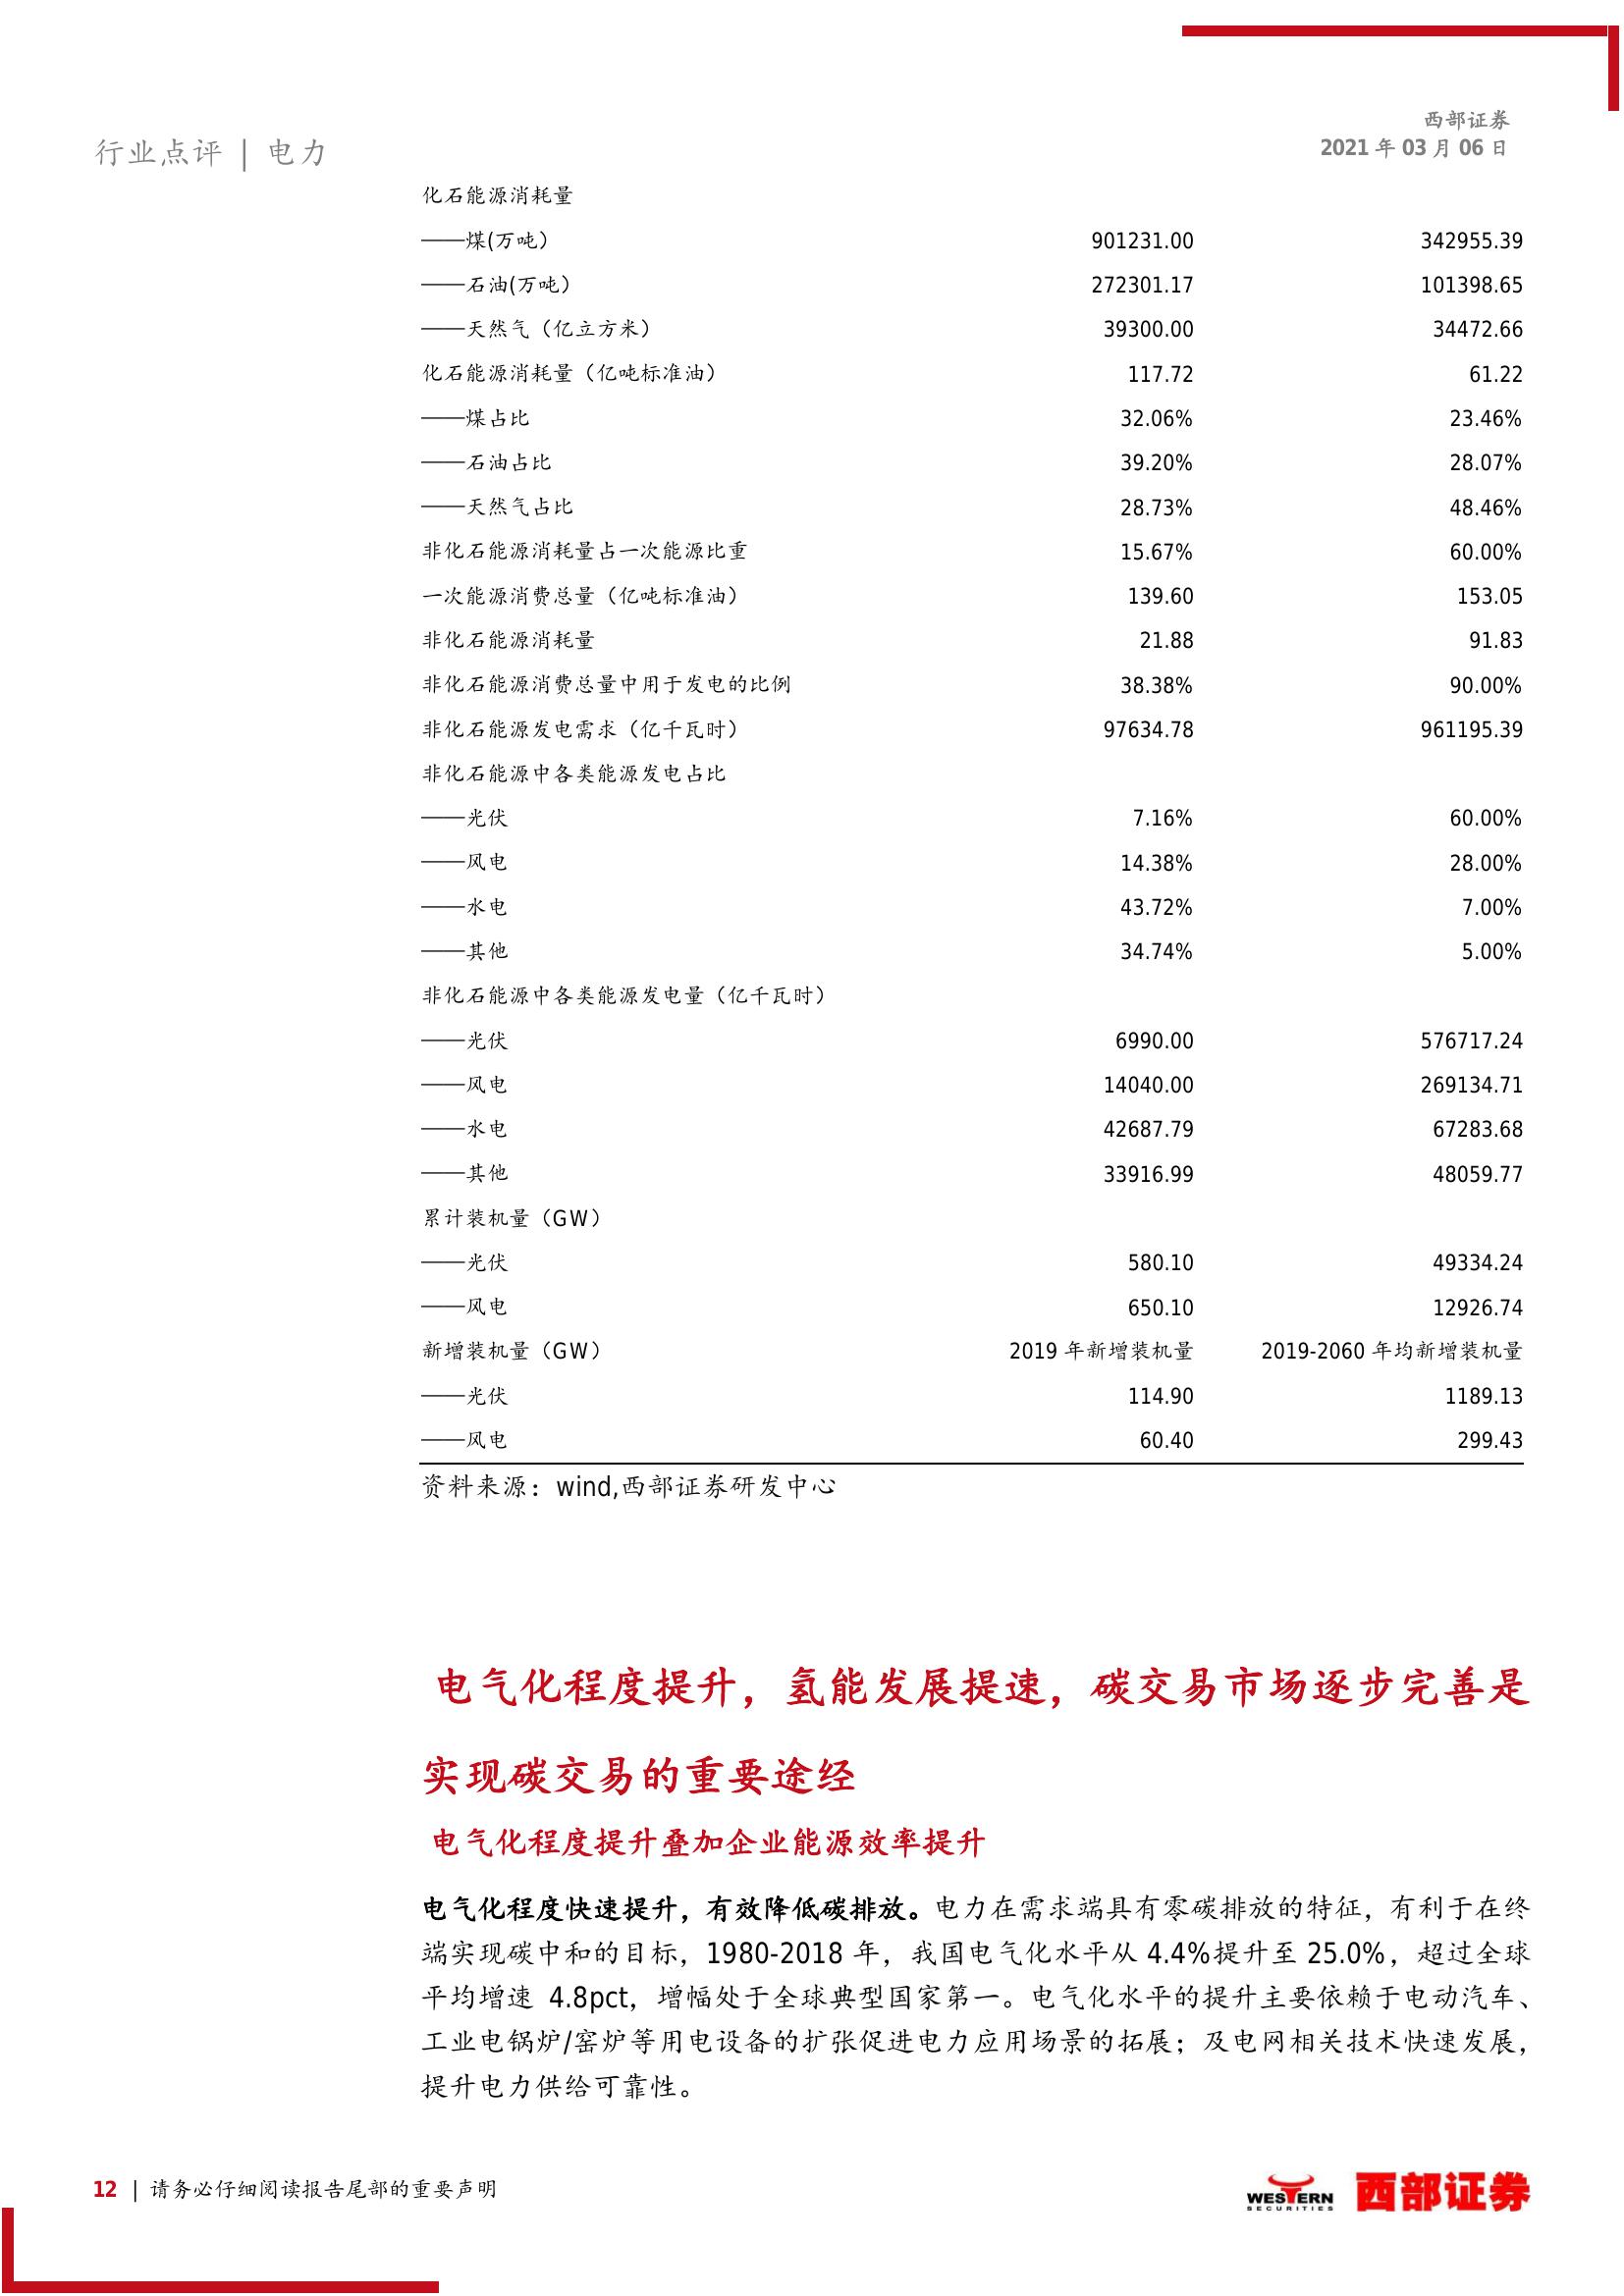 西部证券
行业点评 | 电力
2021 年 03 月 06 日
化石能源消耗量
——煤(万吨） 901231.00 342955.39
——石油(万吨） 272301.17 101398.65
——天然气（亿立方米） 39300.00 34472.66
化石能源消耗量（亿吨标准油） 117.72 61.22
——煤占比 32.06% 23.46%
——石油占比 39.20% 28.07%
——天然气占比 28.73% 48.46%
非化石能源消耗量占一次能源比重 15.67% 60.00%
一次能源消费总量（亿吨标准油） 139.60 153.05
非化石能源消耗量 21.88 91.83
非化石能源消费总量中用于发电的比例 38.38% 90.00%
非化石能源发电需求（亿千瓦时） 97634.78 961195.39
非化石能源中各类能源发电占比
——光伏 7.16% 60.00%
——风电 14.38% 28.00%
——水电 43.72% 7.00%
——其他 34.74% 5.00%
非化石能源中各类能源发电量（亿千瓦时）
——光伏 6990.00 576717.24
——风电 14040.00 269134.71
——水电 42687.79 67283.68
——其他 33916.99 48059.77
累计装机量（GW）
——光伏 580.10 49334.24
——风电 650.10 12926.74
新增装机量（GW） 2019 年新增装机量 2019-2060 年均新增装机量
——光伏 114.90 1189.13
——风电 60.40 299.43
资料来源：wind,西部证券研发中心
电气化程度提升，氢能发展提速，碳交易市场逐步完善是
实现碳交易的重要途经
电气化程度提升叠加企业能源效率提升
电气化程度快速提升，有效降低碳排放。电力在需求端具有零碳排放的特征，有利于在终
端实现碳中和的目标，1980-2018 年，我国电气化水平从 4.4%提升至 25.0%，超过全球
平均增速 4.8pct，增幅处于全球典型国家第一。电气化水平的提升主要依赖于电动汽车、
工业电锅炉/窑炉等用电设备的扩张促进电力应用场景的拓展；及电网相关技术快速发展，
提升电力供给可靠性。
12 | 请务必仔细阅读报告尾部的重要声明
WESTERN
SECURITIES
西部证券